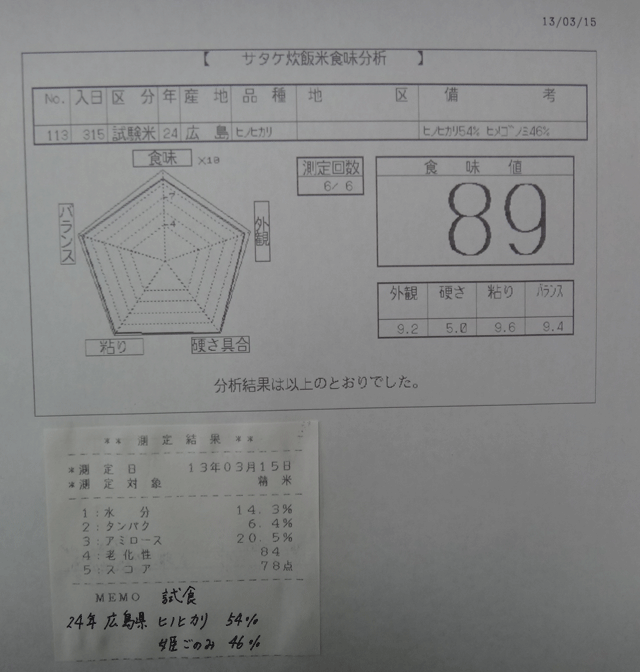 13/03/15
【 サタケ炊飯米食味分析 】
No. 入日 区分 年 産地 品種 地区 備考
113 315 試験米 24 広島 ヒノヒカリ ヒノヒカリ54% ヒメゴノミ46%
食味 ×10
7
4
バランス
外観
粘り
硬さ具合
測定回数
6/ 6
食味値
89
外観 硬さ 粘り バランス
9.2 5.0 9.6 9.4
分析結果は以上のとおりでした。
** 測定結果 **
*測定日 13年03月15日
*測定対象 精米
1:水分 14.3%
2:タンパク 6.4%
3:アミロース 20.5%
4:老化性 84
5:スコア 78点
MEMO 試食
24年 広島県 ヒノヒカリ 54%
姫ごのみ 46%